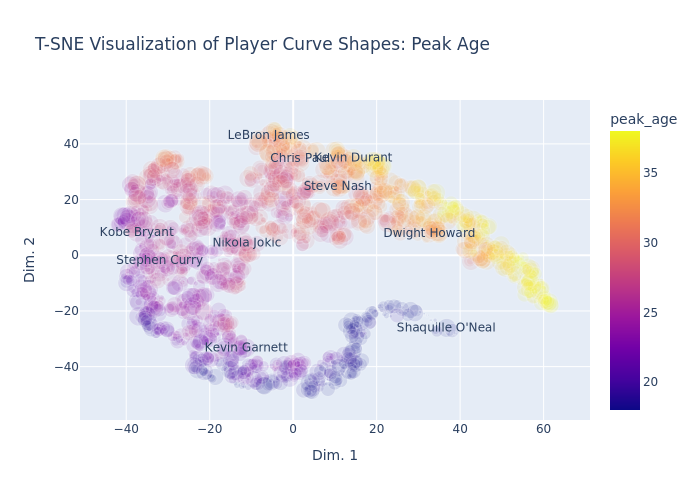 T-SNE Visualization of Player Curve Shapes: Peak Age
peak_age
LeBron James
Chris Paul
Kevin Durant
Steve Nash
Kobe Bryant
Nikola Jokic
Dwight Howard
Stephen Curry
Shaquille O'Neal
Kevin Garnett
40
20
0
−20
−40
Dim. 2
−40
−20
0
20
40
60
Dim. 1
35
30
25
20